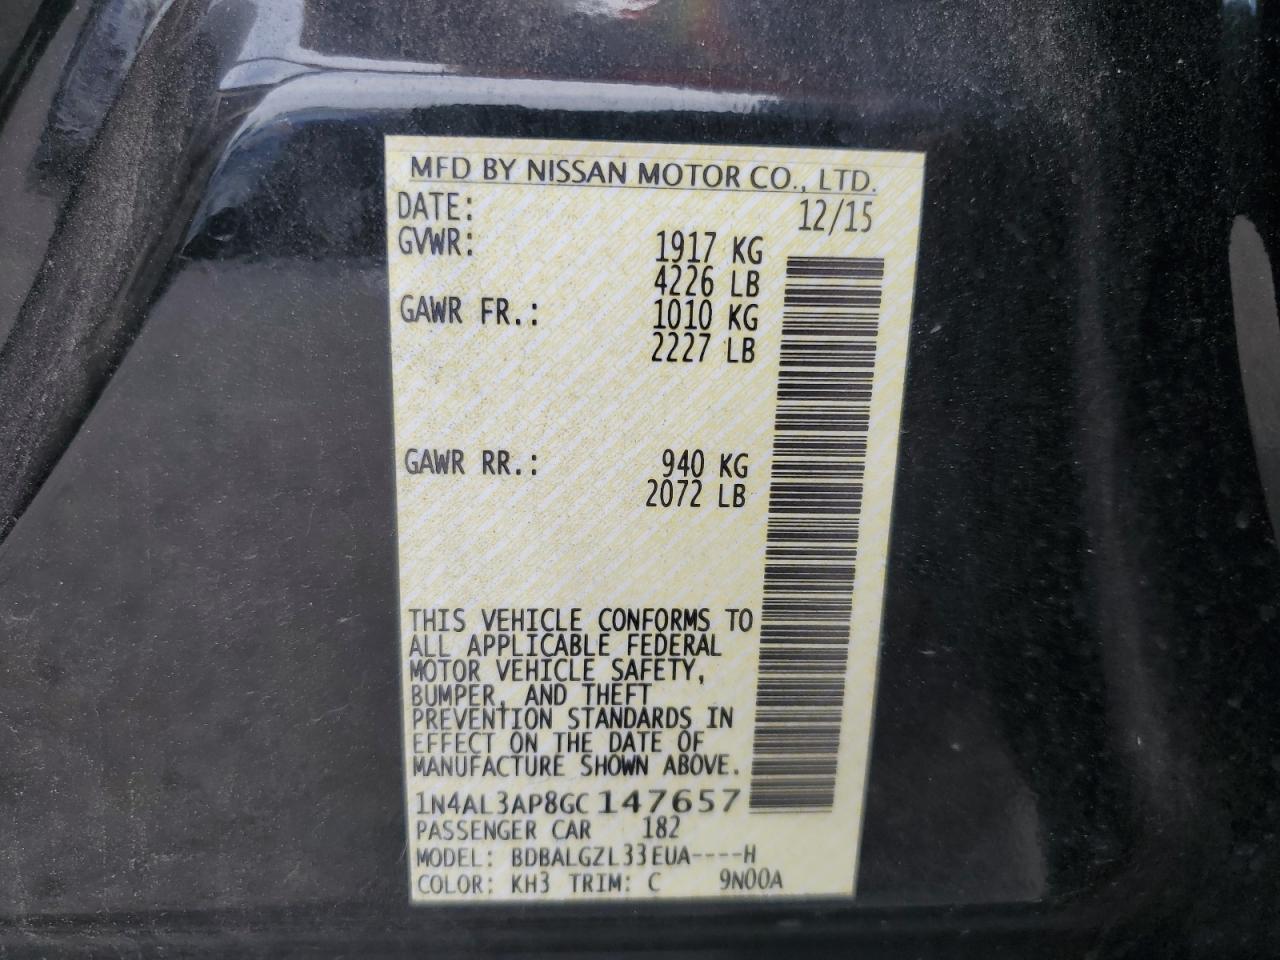 MFD BY NISSAN MOTOR CO., LTD.
DATE: 12/15
GVWR: 1917 KG
4226 LB
GAWR FR.: 1010 KG
2227 LB
GAWR RR.: 940 KG
2072 LB
THIS VEHICLE CONFORMS TO
ALL APPLICABLE FEDERAL
MOTOR VEHICLE SAFETY,
BUMPER, AND THEFT
PREVENTION STANDARDS IN
EFFECT ON THE DATE OF
MANUFACTURE SHOWN ABOVE.
1N4AL3AP8GC147657
PASSENGER CAR 182
MODEL: BDBALGZL33EUA----H
COLOR: KH3 TRIM: C 9N00A